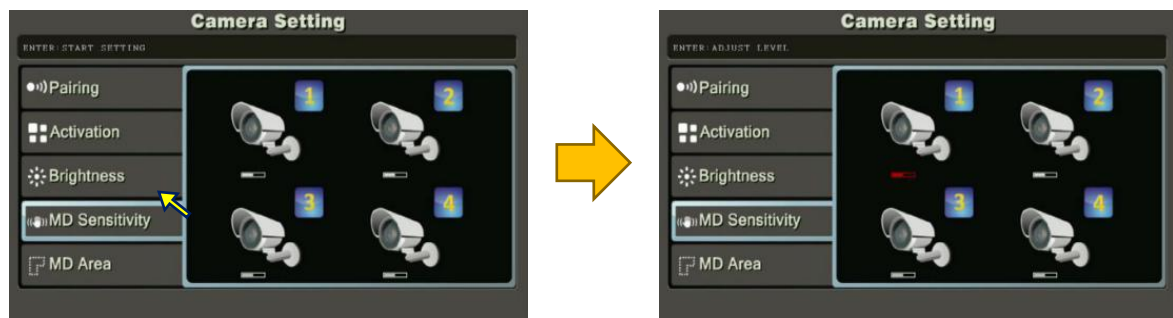 Camera Setting
ENTER:START SETTING
Pairing
Activation
Brightness
MD Sensitivity
MD Area
1
2
3
4
Camera Setting
ENTER:ADJUST LEVEL
Pairing
Activation
Brightness
MD Sensitivity
MD Area
1
2
3
4